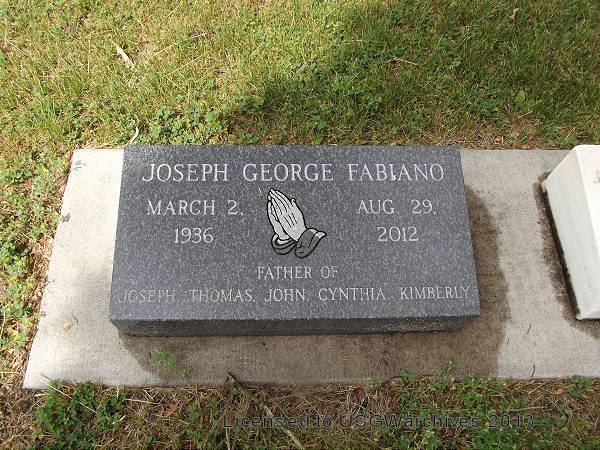 JOSEPH GEORGE FABIANO
MARCH 2, AUG. 29,
1936 2012
FATHER OF
JOSEPH, THOMAS, JOHN, CYNTHIA, KIMBERLY
Licensed to USGWarchives 2013